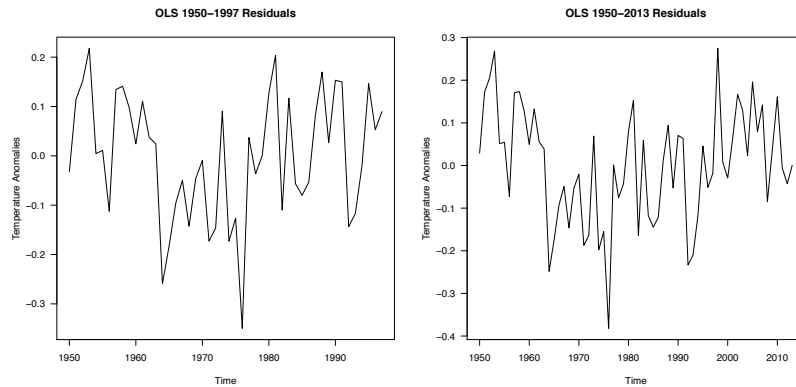 OLS 1950−1997 Residuals
Temperature Anomalies
0.2
0.1
0.0
−0.1
−0.2
−0.3
1950 1960 1970 1980 1990
Time
OLS 1950−2013 Residuals
Temperature Anomalies
0.3
0.2
0.1
0.0
−0.1
−0.2
−0.3
−0.4
1950 1960 1970 1980 1990 2000 2010
Time